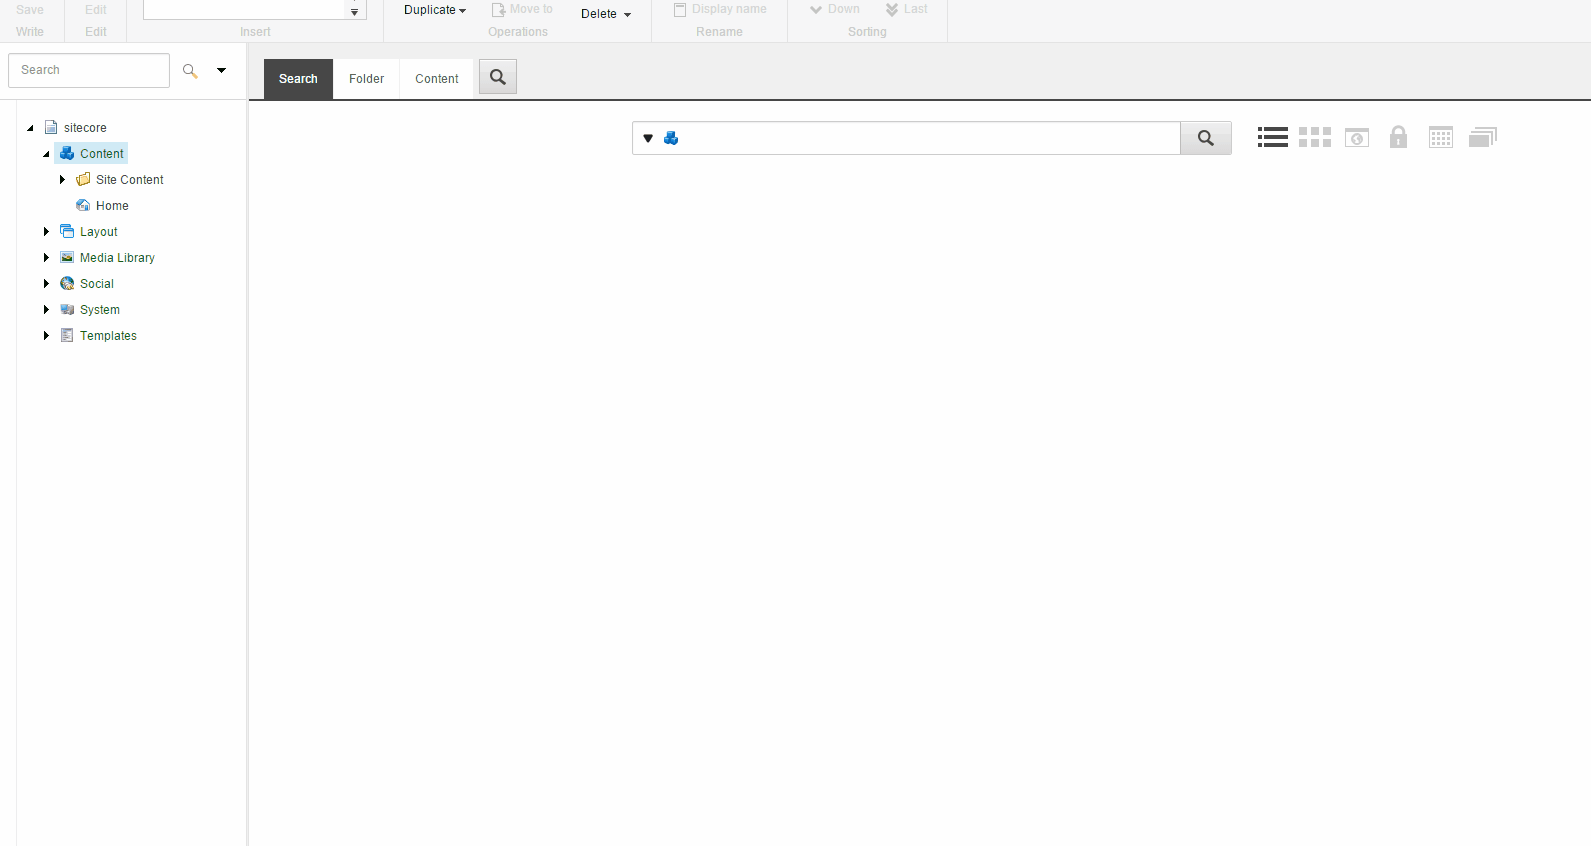 Save Edit Duplicate Move to Delete Display name Down Last
Write Edit Insert Operations Rename Sorting
Search
Search Folder Content
sitecore
Content
Site Content
Home
Layout
Media Library
Social
System
Templates